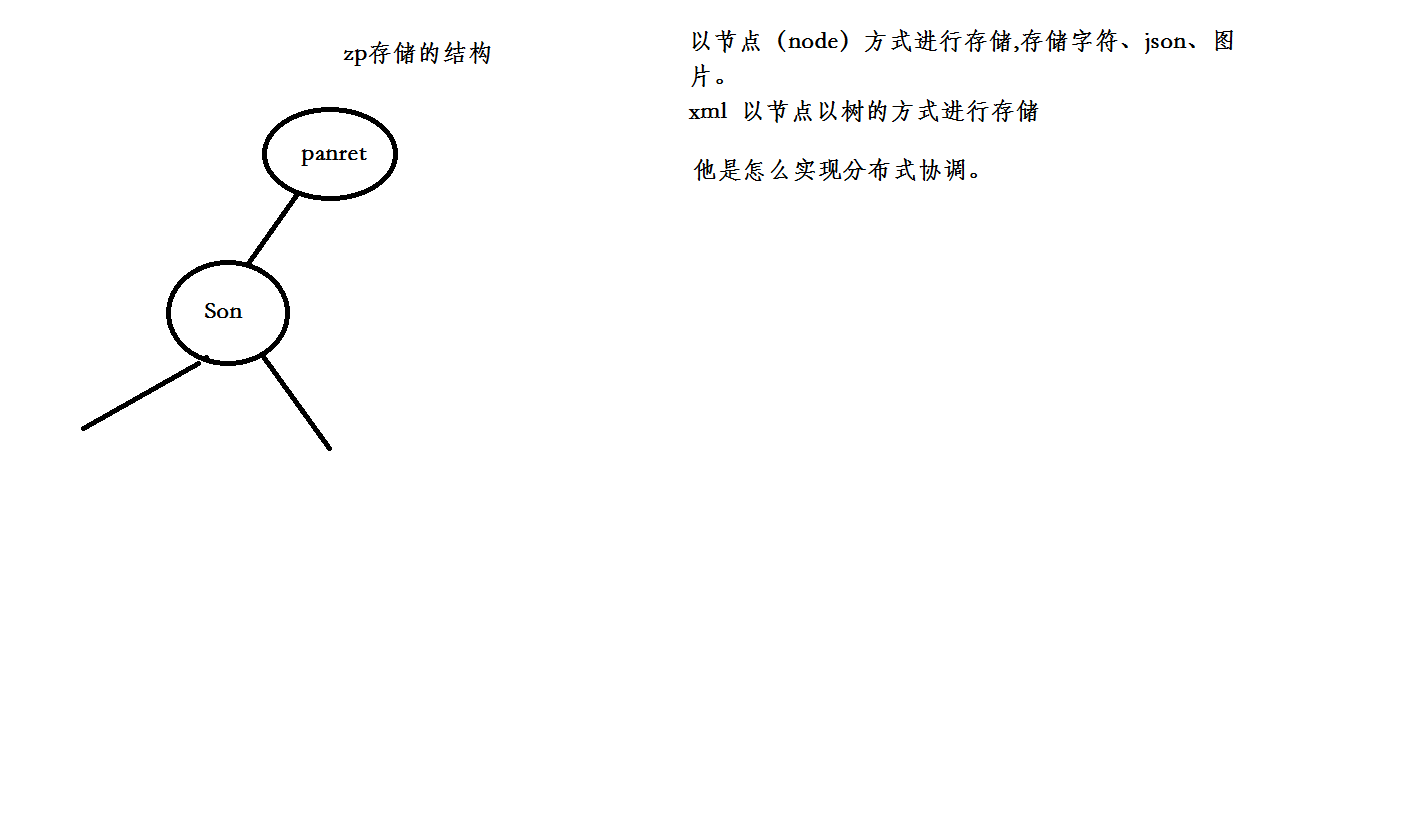 zp存储的结构
panret
Son
以节点（node）方式进行存储,存储字符、json、图
片。
xml 以节点以树的方式进行存储
他是怎么实现分布式协调。